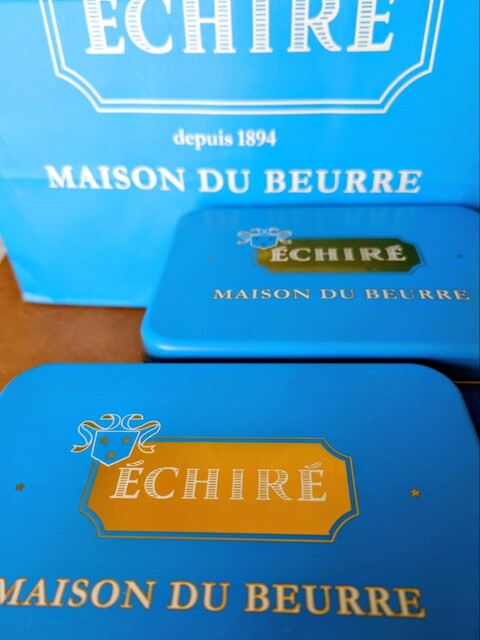 ÉCHIRÉ
depuis 1894
MAISON DU BEURRE
ÉCHIRÉ
MAISON DU BEURRE
ÉCHIRÉ
MAISON DU BEURRE